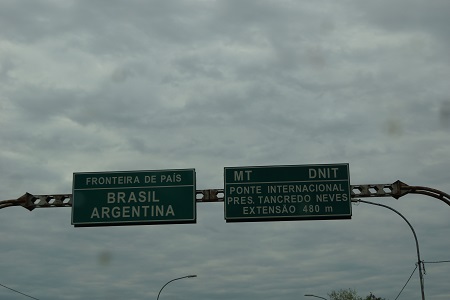 FRONTEIRA DE PAÍS
BRASIL
ARGENTINA
MT DNIT
PONTE INTERNACIONAL
PRES. TANCREDO NEVES
EXTENSÃO 480 m